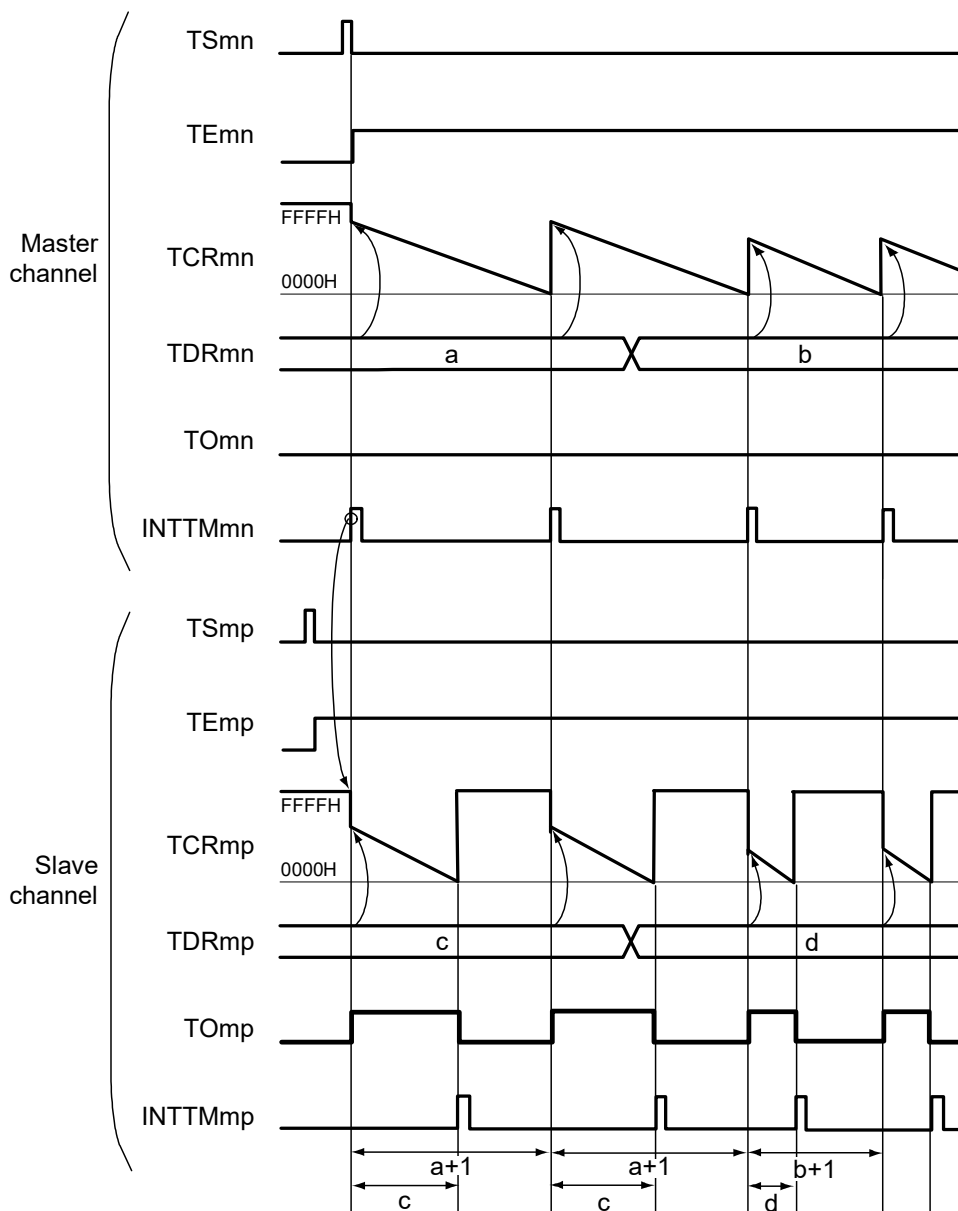 TSmn
TEmn
FFFFH
Master
channel
TCRmn
0000H
TDRmn
a
b
TOmn
INTTMmn
TSmp
TEmp
FFFFH
TCRmp
Slave
channel
0000H
TDRmp
c
d
TOmp
INTTMmp
a+1
a+1
b+1
c
c
d